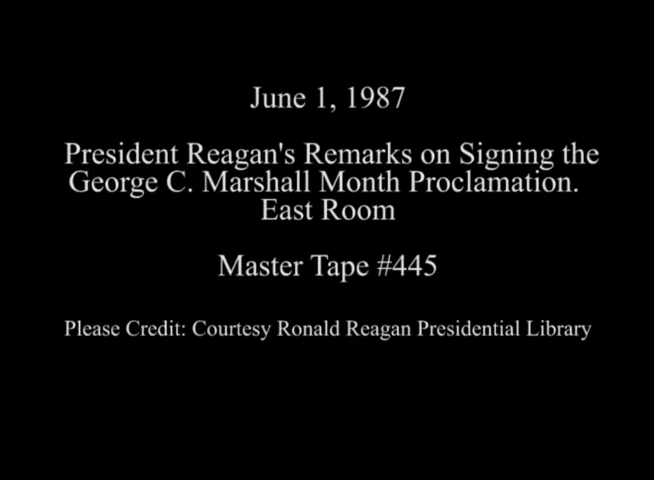 June 1, 1987
President Reagan's Remarks on Signing the
George C. Marshall Month Proclamation.
East Room
Master Tape #445
Please Credit: Courtesy Ronald Reagan Presidential Library